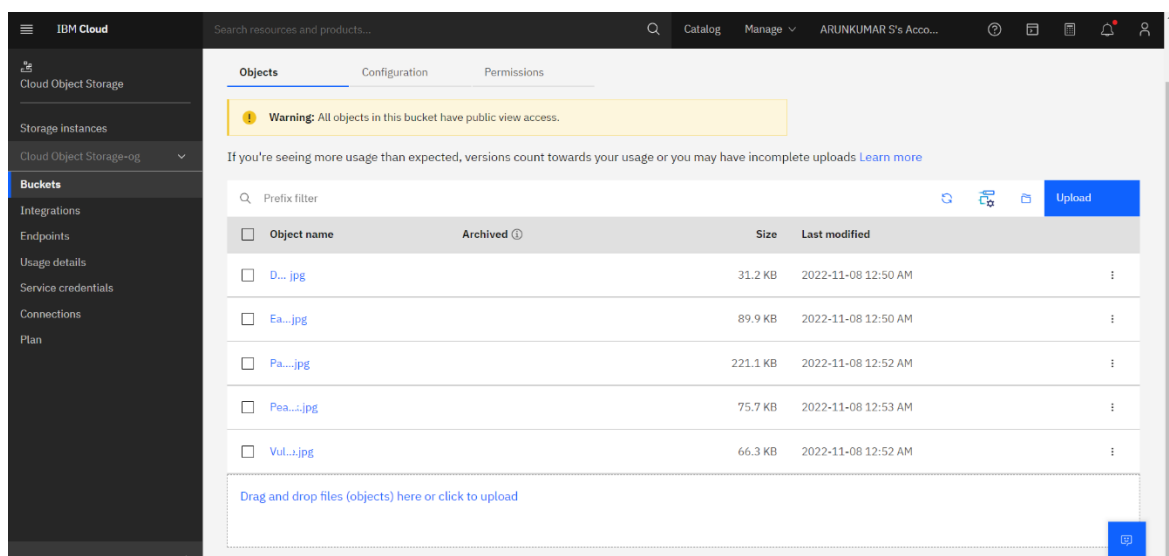 IBM Cloud
Search resources and products...
Catalog
Manage
ARUNKUMAR S's Acco...
Cloud Object Storage
Storage instances
Cloud Object Storage-og
Buckets
Integrations
Endpoints
Usage details
Service credentials
Connections
Plan
Objects
Configuration
Permissions
Warning: All objects in this bucket have public view access.
If you're seeing more usage than expected, versions count towards your usage or you may have incomplete uploads Learn more
Prefix filter
Upload
Object name Archived Size Last modified
D... jpg 31.2 KB 2022-11-08 12:50 AM
Ea...jpg 89.9 KB 2022-11-08 12:50 AM
Pa....jpg 221.1 KB 2022-11-08 12:52 AM
Pea...:.jpg 75.7 KB 2022-11-08 12:53 AM
Vul...jpg 66.3 KB 2022-11-08 12:52 AM
Drag and drop files (objects) here or click to upload